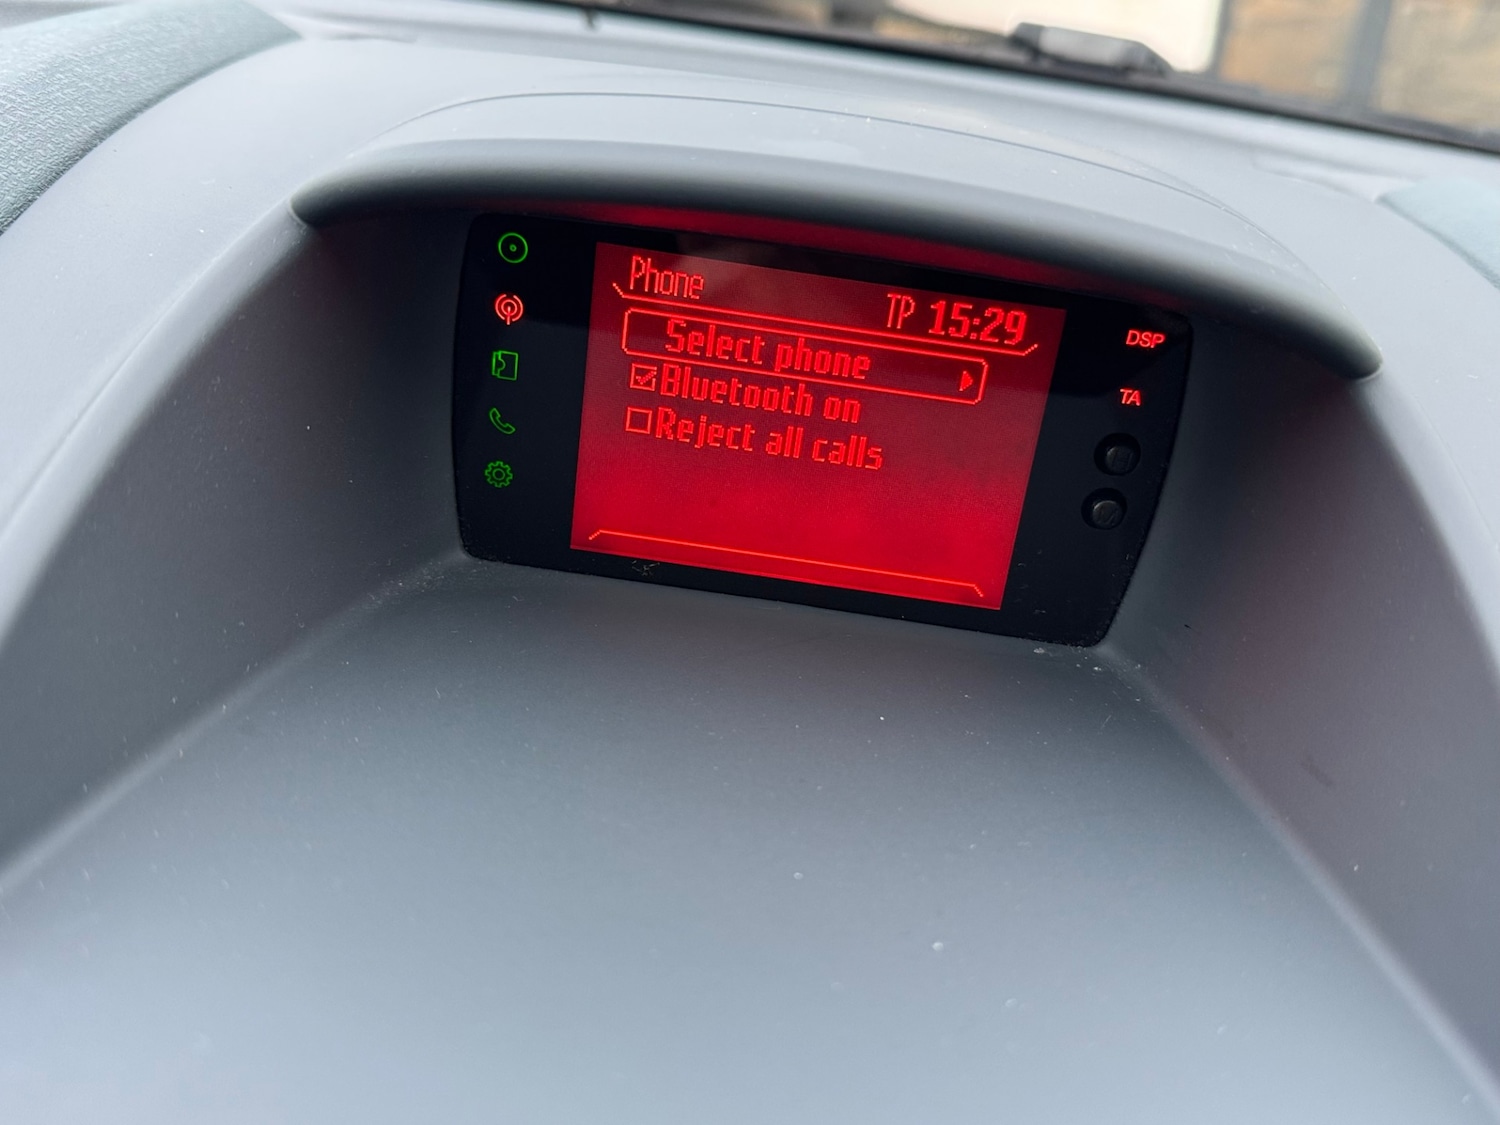 Phone
TP 15:29
Select phone
Bluetooth on
Reject all calls
DSP
TA